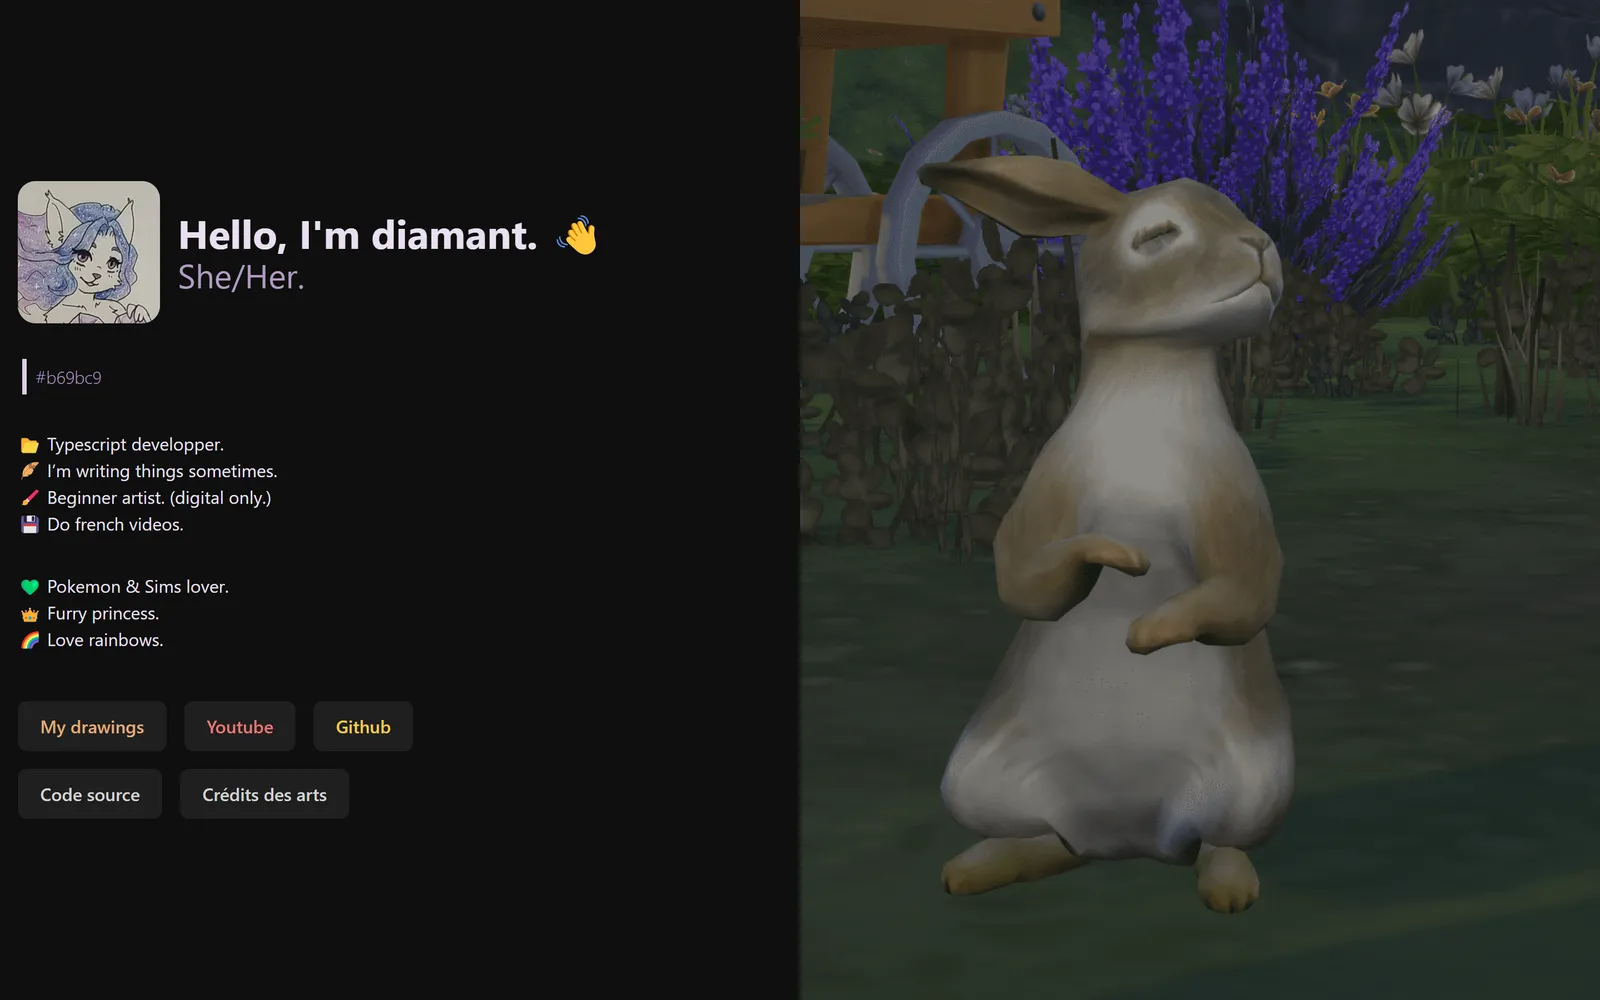 Hello, I'm diamant. 👋
She/Her.
#b69bc9
📂 Typescript developper.
🪶 I’m writing things sometimes.
🖌️ Beginner artist. (digital only.)
💾 Do french videos.
💚 Pokemon & Sims lover.
👑 Furry princess.
🌈 Love rainbows.
My drawings
Youtube
Github
Code source
Crédits des arts